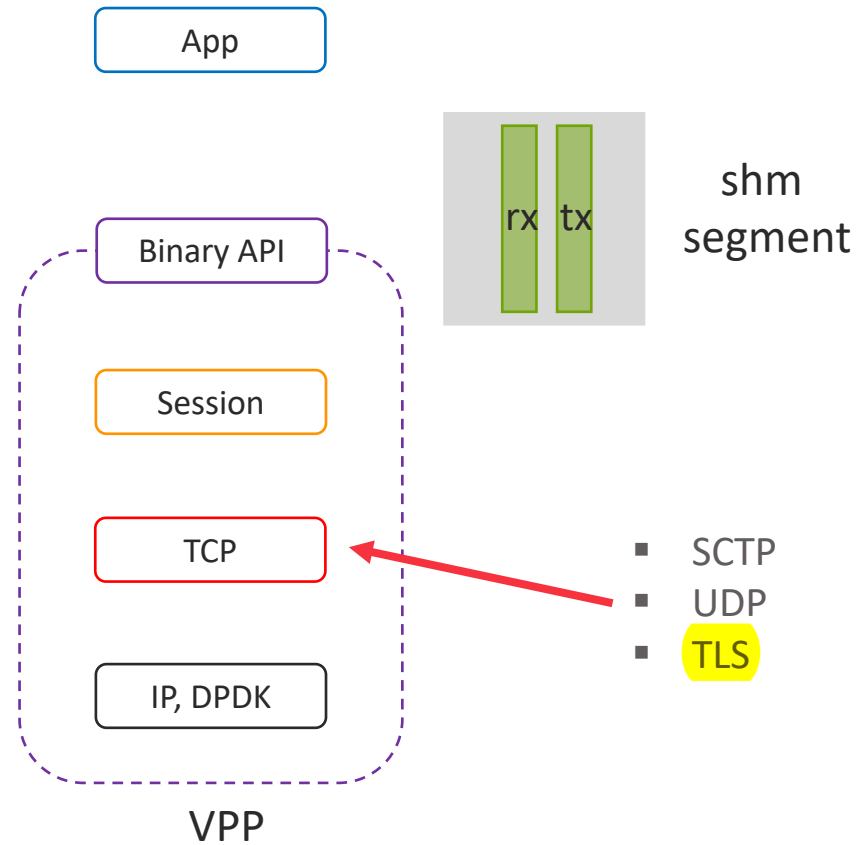 App
Binary API
Session
TCP
IP, DPDK
VPP
rx tx
shm
segment
▪ SCTP
▪ UDP
▪ TLS